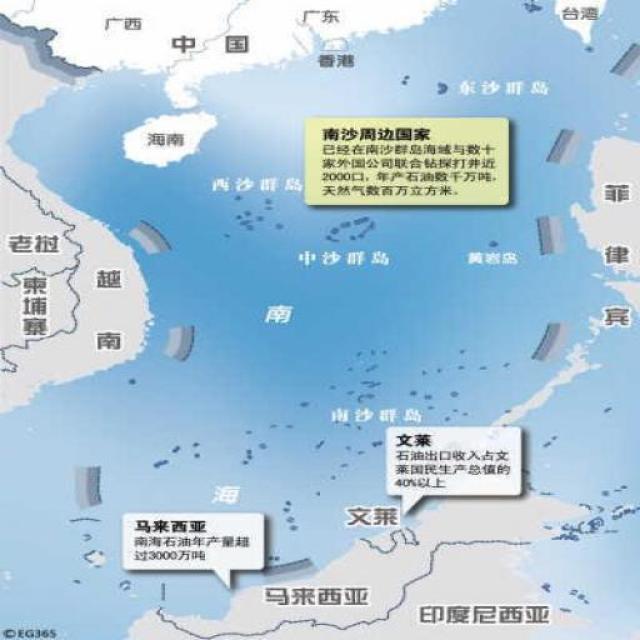 广西
广东
台湾
中国
香港
东沙群岛
海南
南沙周边国家
已经在南沙群岛海域与数十
家外国公司联合钻探打井近
2000口，年产石油数千万吨，
天然气数百万立方米。
西沙群岛
菲律宾
老挝
越南
中沙群岛
黄岩岛
柬埔寨
南海
南沙群岛
文莱
石油出口收入占文
莱国民生产总值的
40%以上
文莱
马来西亚
南海石油年产量超
过3000万吨
马来西亚
印度尼西亚
©EG365